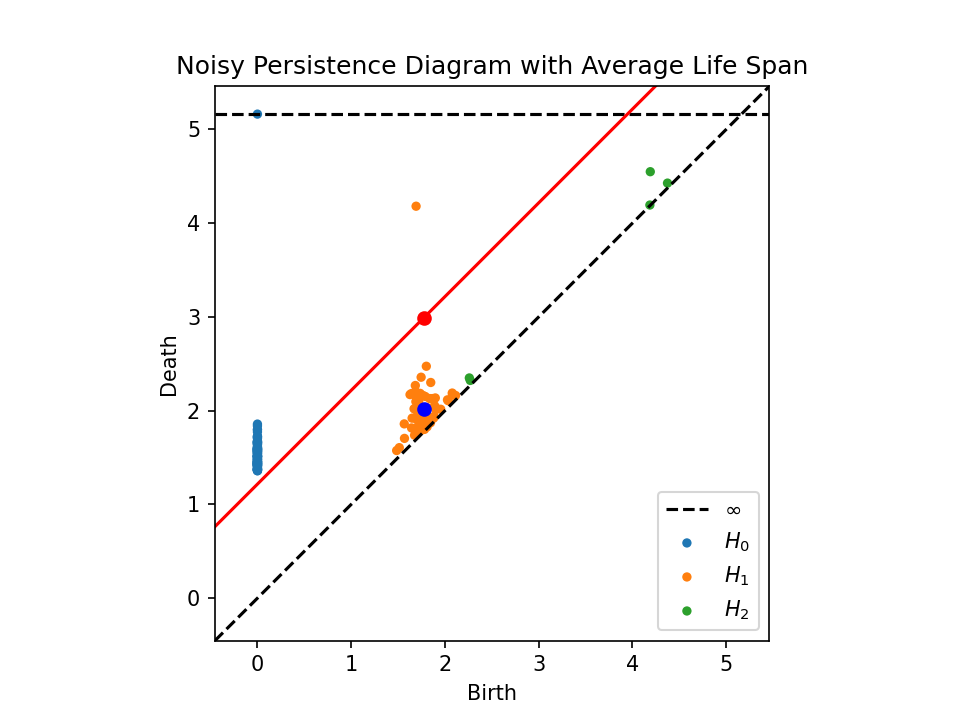 Noisy Persistence Diagram with Average Life Span
Death
5
4
3
2
1
0
∞
H₀
H₁
H₂
0 1 2 3 4 5
Birth